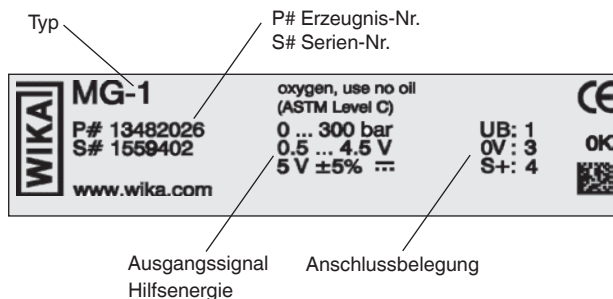 Typ
P# Erzeugnis-Nr.
S# Serien-Nr.
WIKAI
MG-1
P# 13482026
S# 1559402
www.wika.com
oxygen, use no oil
(ASTM Level C)
0 ... 300 bar
0.5 ... 4.5 V
5 V ±5% ⎓
UB: 1
0V : 3
S+: 4
CE
0K
Ausgangssignal
Hilfsenergie
Anschlussbelegung